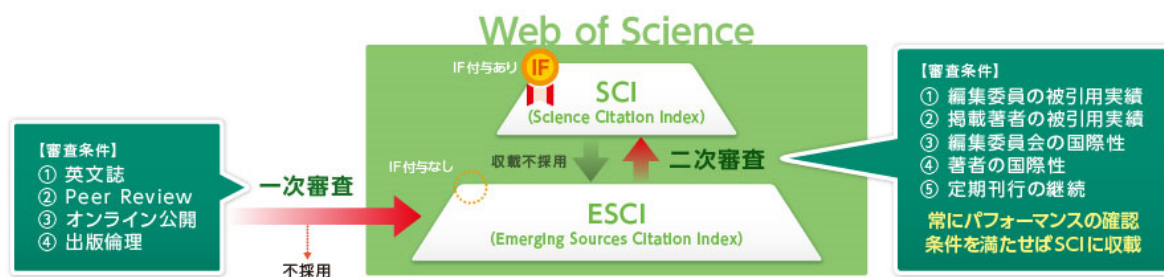 Web of Science
IF付与あり
IF
SCI
(Science Citation Index)
【審査条件】
① 英文誌
② Peer Review
③ オンライン公開
④ 出版倫理
一次審査
不採用
IF付与なし
収載不採用
二次審査
ESCI
(Emerging Sources Citation Index)
【審査条件】
① 編集委員の被引用実績
② 掲載著者の被引用実績
③ 編集委員会の国際性
④ 著者の国際性
⑤ 定期刊行の継続
常にパフォーマンスの確認
条件を満たせばSCIに収載